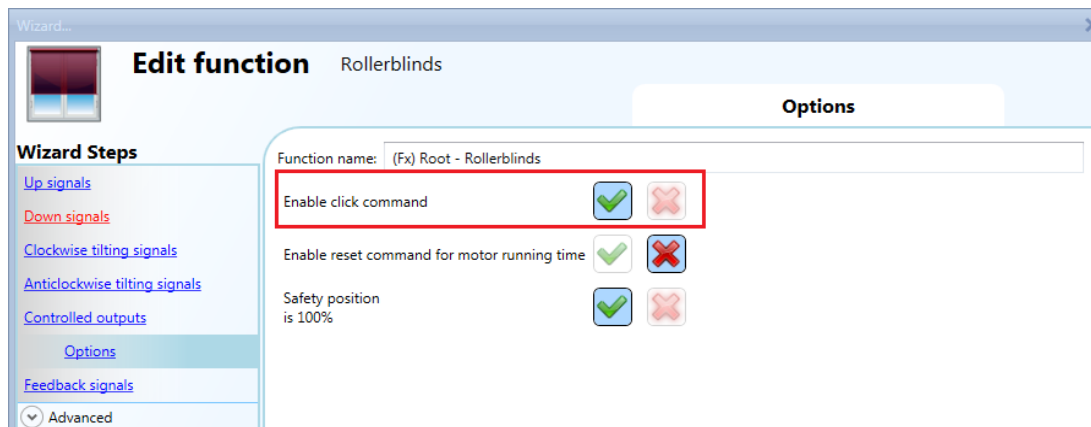 Wizard...
Edit function Rollerblinds
Options
Wizard Steps
Up signals
Down signals
Clockwise tilting signals
Anticlockwise tilting signals
Controlled outputs
Options
Feedback signals
Advanced
Function name: (Fx) Root - Rollerblinds
Enable click command
Enable reset command for motor running time
Safety position
is 100%